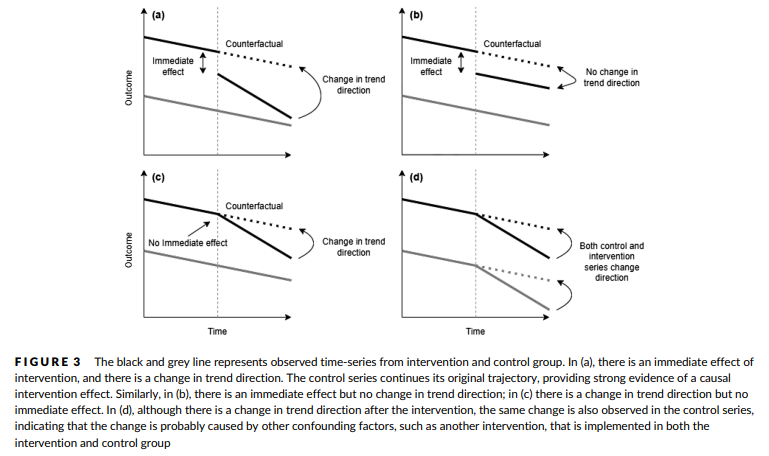 (a)
Counterfactual
Immediate
effect
Change in trend
direction
Outcome
(b)
Counterfactual
Immediate
effect
No change in
trend direction
(c)
Counterfactual
No Immediate effect
Change in trend
direction
Outcome
Time
(d)
Both control and
intervention
series change
direction
Time
FIGURE 3 The black and grey line represents observed time-series from intervention and control group. In (a), there is an immediate effect of
intervention, and there is a change in trend direction. The control series continues its original trajectory, providing strong evidence of a causal
intervention effect. Similarly, in (b), there is an immediate effect but no change in trend direction; in (c) there is a change in trend direction but no
immediate effect. In (d), although there is a change in trend direction after the intervention, the same change is also observed in the control series,
indicating that the change is probably caused by other confounding factors, such as another intervention, that is implemented in both the
intervention and control group